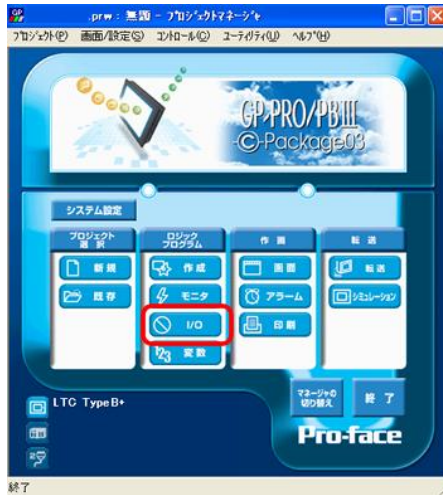 .prw : 無題 - プロジェクトマネージャ
プロジェクト(P) 画面/設定(S) コントロール(C) ユーティリティ(U) ヘルプ(H)
GP-PRO/PBⅢ
-C-Package03
システム設定
プロジェクト選択
ロジックプログラム
作画
転送
新規
作成
画面
転送
既存
モニタ
アラーム
シミュレーション
I/O
印刷
123 変数
LTC TypeB+
マネージャの切り替え
終了
Pro-face
終了